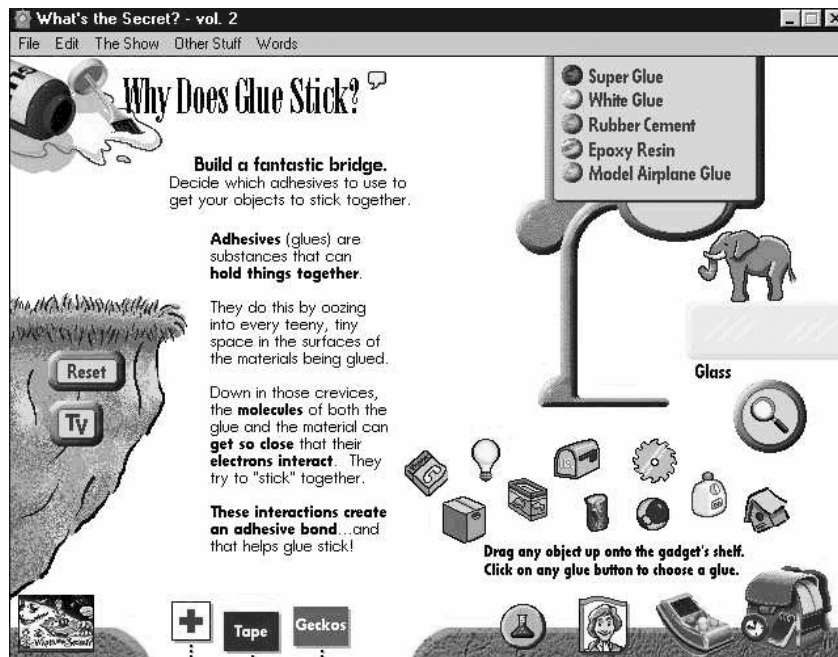 What's the Secret? - vol. 2
File Edit The Show Other Stuff Words
Why Does Glue Stick?
Build a fantastic bridge.
Decide which adhesives to use to
get your objects to stick together.
Adhesives (glues) are
substances that can
hold things together.
They do this by oozing
into every teeny, tiny
space in the surfaces of
the materials being glued.
Down in those crevices,
the molecules of both the
glue and the material can
get so close that their
electrons interact. They
try to "stick" together.
These interactions create
an adhesive bond...and
that helps glue stick!
Reset
TV
Super Glue
White Glue
Rubber Cement
Epoxy Resin
Model Airplane Glue
Glass
Drag any object up onto the gadget's shelf.
Click on any glue button to choose a glue.
Tape
Geckos
What's the Secret?